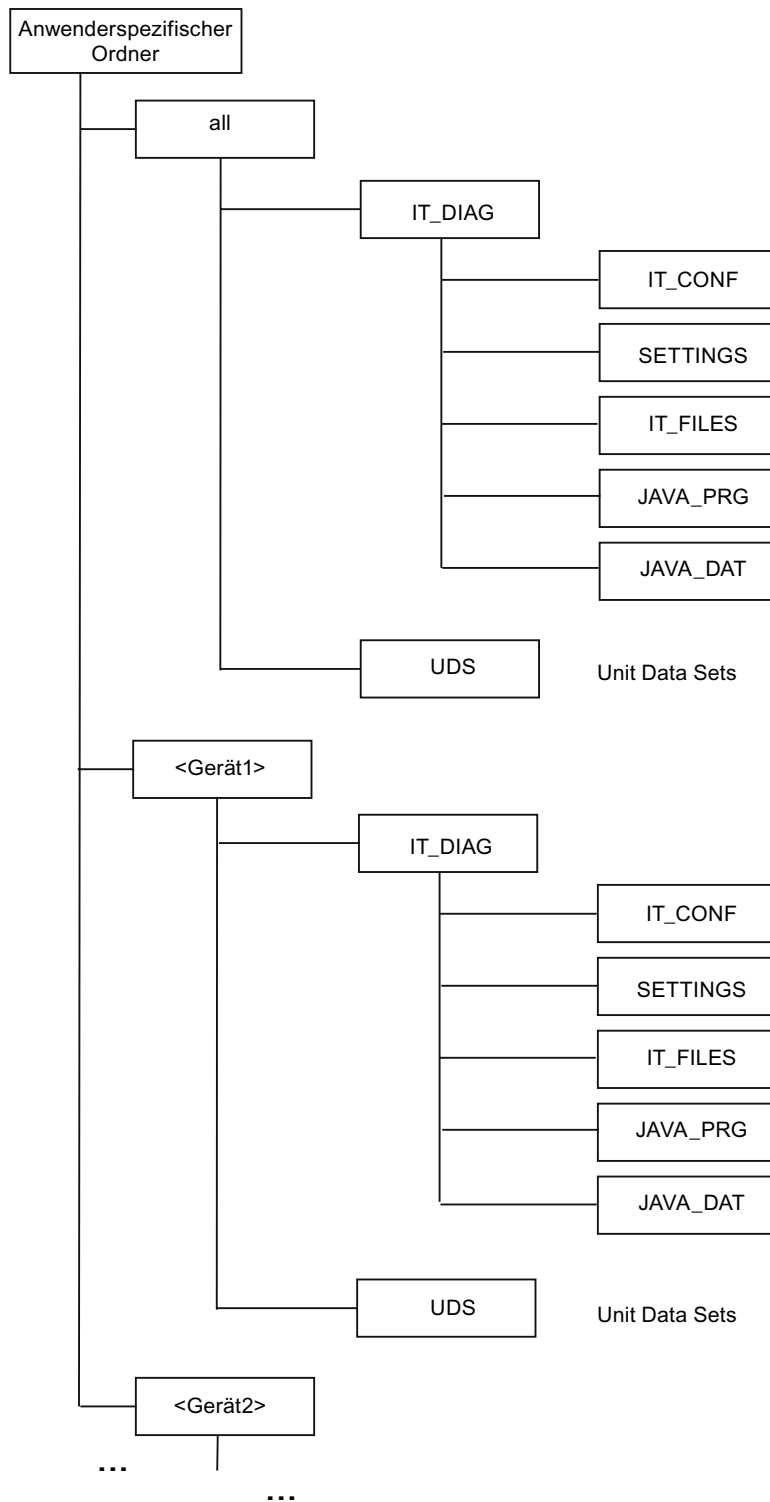 Anwenderspezifischer
Ordner
all
IT_DIAG
IT_CONF
SETTINGS
IT_FILES
JAVA_PRG
JAVA_DAT
UDS
Unit Data Sets
<Gerät1>
IT_DIAG
IT_CONF
SETTINGS
IT_FILES
JAVA_PRG
JAVA_DAT
UDS
Unit Data Sets
<Gerät2>
...
...